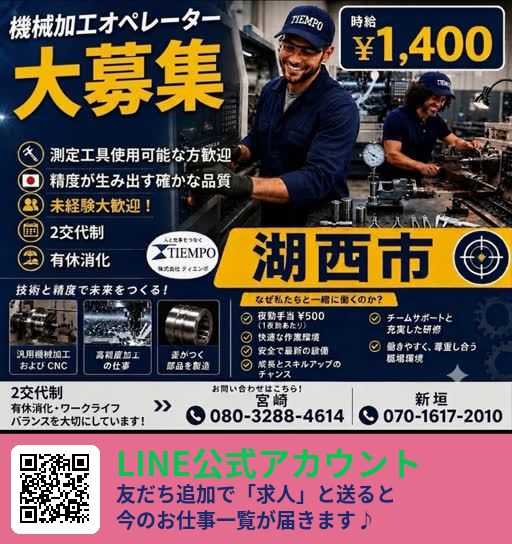 機械加工オペレーター
大募集
時給
¥1,400
TIEMPO
TIEMPO
測定工具使用可能な方歓迎
精度が生み出す確かな品質
未経験大歓迎！
2交代制
有休消化
人と仕事をつなぐ
TIEMPO
株式会社 ティエンポ
湖西市
技術と精度で未来をつくる！
汎用機械加工
および CNC
高精度加工
の仕事
差がつく
部品を製造
なぜ私たちと一緒に働くのか？
夜勤手当 ¥500
（1夜勤あたり）
快適な作業環境
安全で最新の設備
成長とスキルアップの
チャンス
チームサポートと
充実した研修
働きやすく、尊重し合う
職場環境
2交代制
有休消化・ワークライフ
バランスを大切にしています！
お問い合わせはこちら！
宮崎
080-3288-4614
新垣
070-1617-2010
LINE公式アカウント
友だち追加で「求人」と送ると
今のお仕事一覧が届きます♪